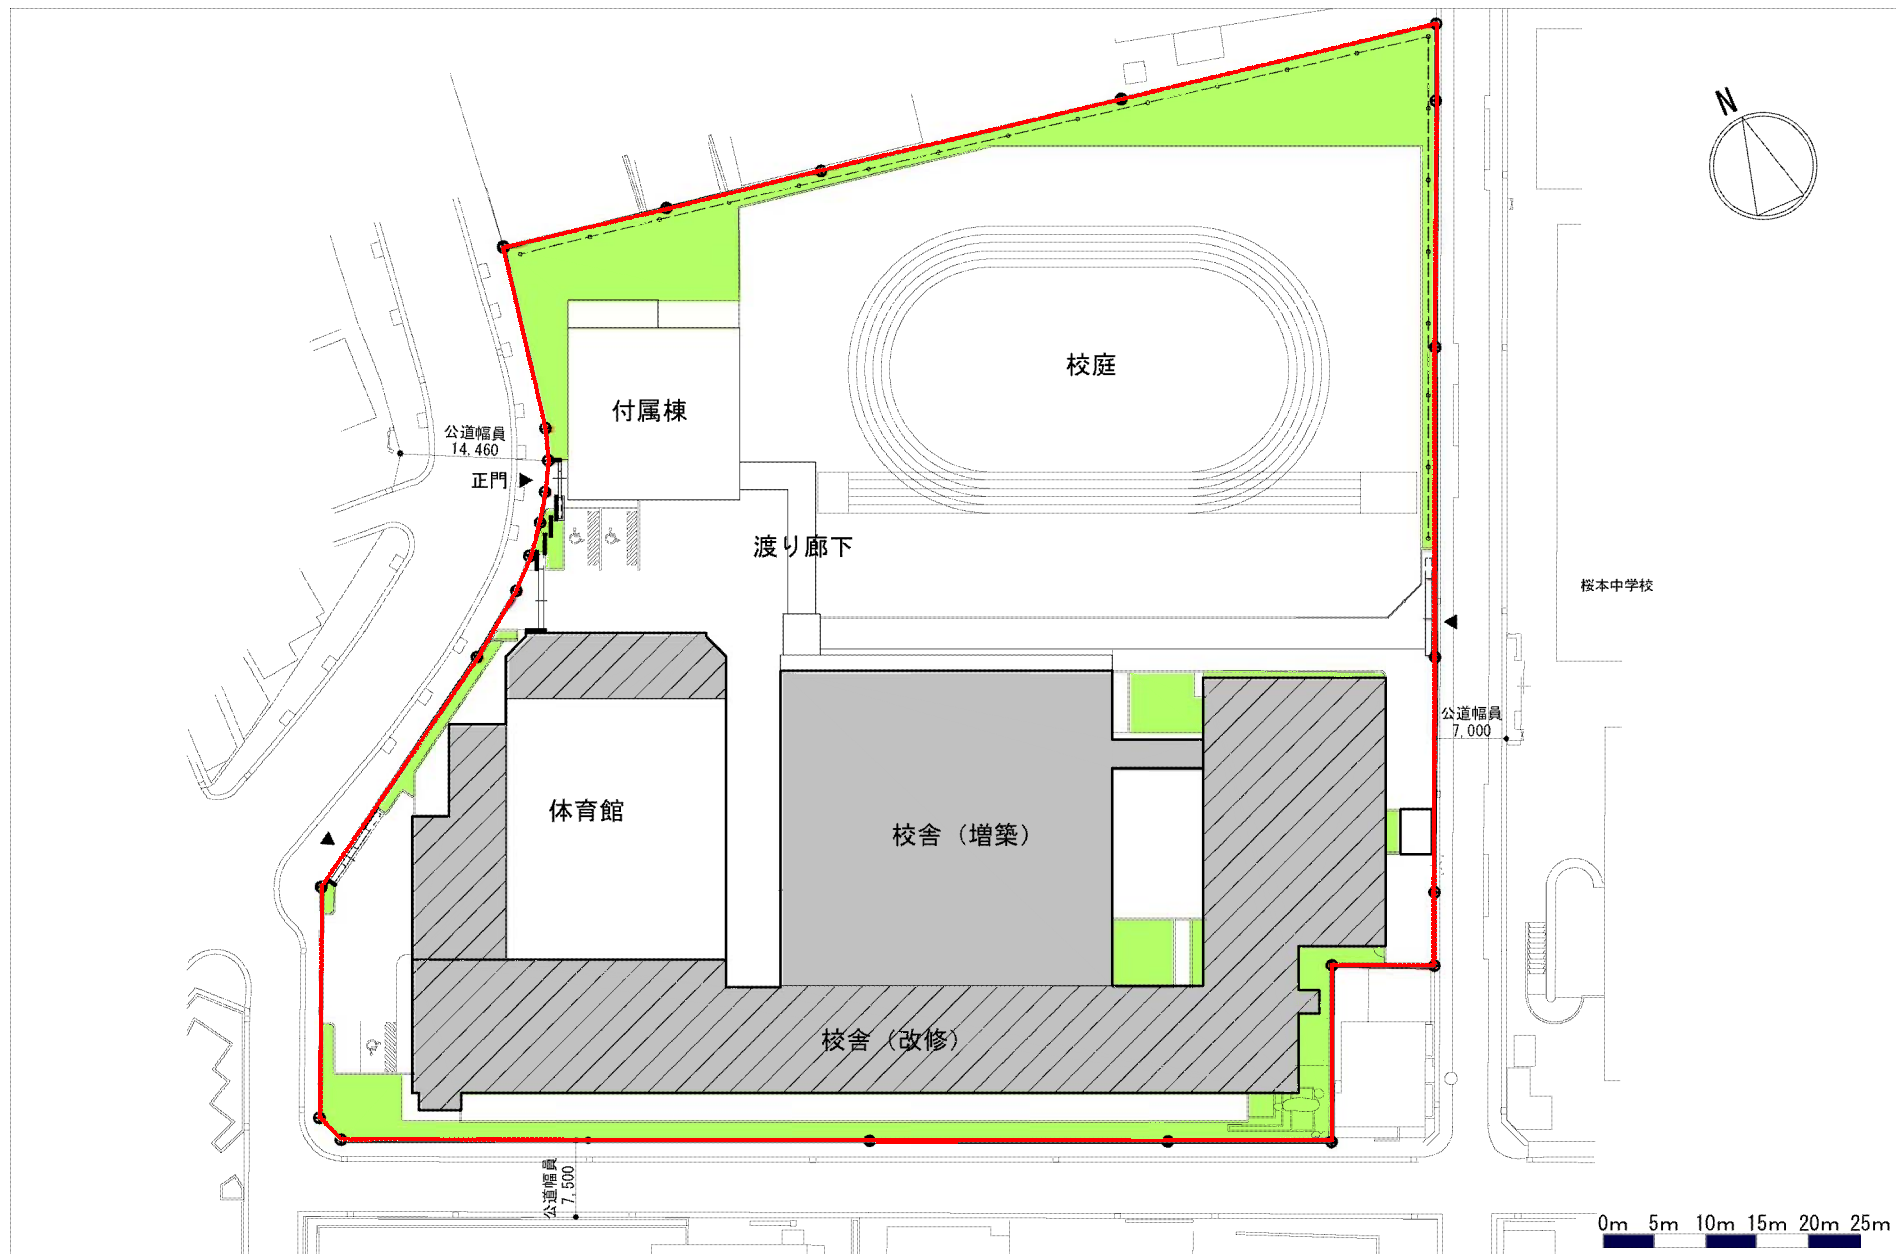 N
校庭
付属棟
公道幅員
14,460
正門
渡り廊下
桜本中学校
公道幅員
7,000
体育館
校舎（増築）
校舎（改修）
公道幅員
7,500
0m 5m 10m 15m 20m 25m